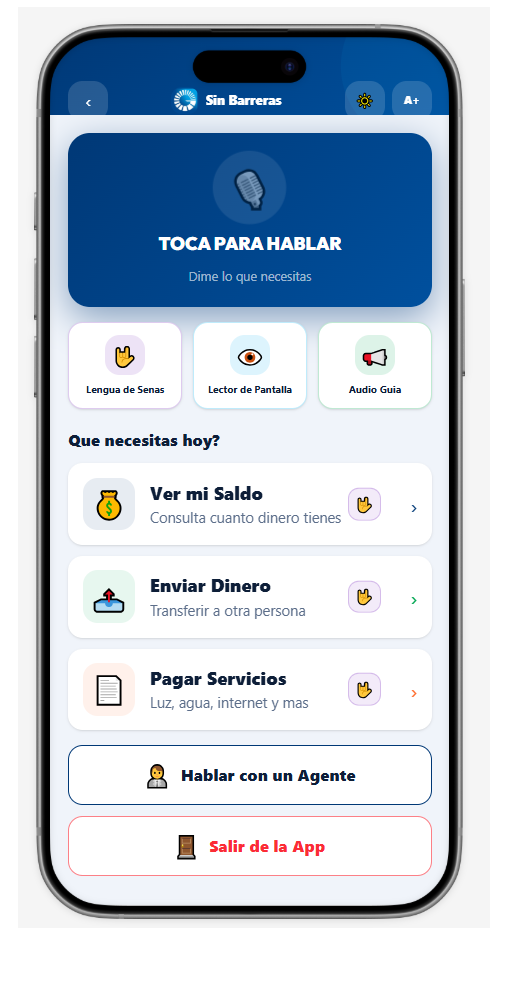 ‹
Sin Barreras
A+
TOCA PARA HABLAR
Dime lo que necesitas
Lengua de Senas
Lector de Pantalla
Audio Guia
Que necesitas hoy?
Ver mi Saldo
Consulta cuanto dinero tienes
›
Enviar Dinero
Transferir a otra persona
›
Pagar Servicios
Luz, agua, internet y mas
›
Hablar con un Agente
Salir de la App